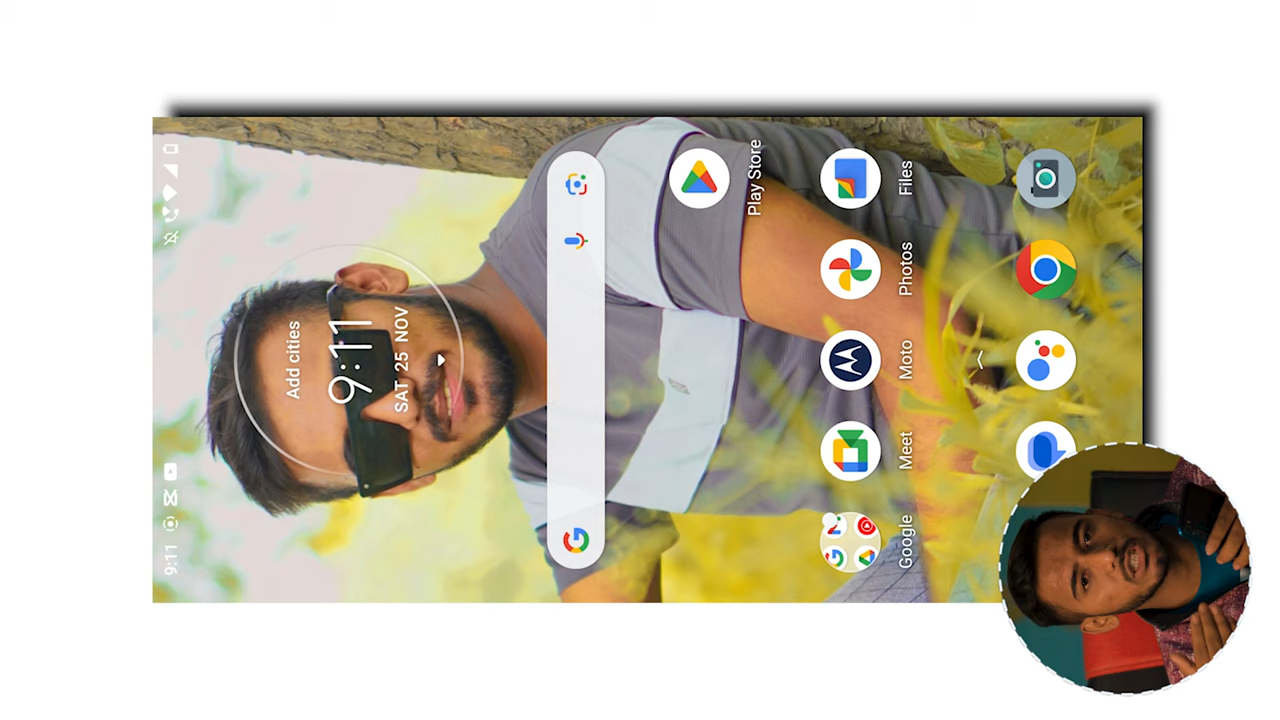 9:11
Add cities
9:11
SAT 25 NOV
Play Store
Google
Meet
Moto
Photos
Files